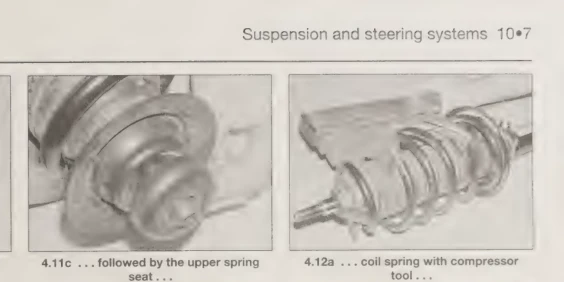 Suspension and steering systems 10•7
4.11c ... followed by the upper spring
seat...
4.12a ... coil spring with compressor
tool...